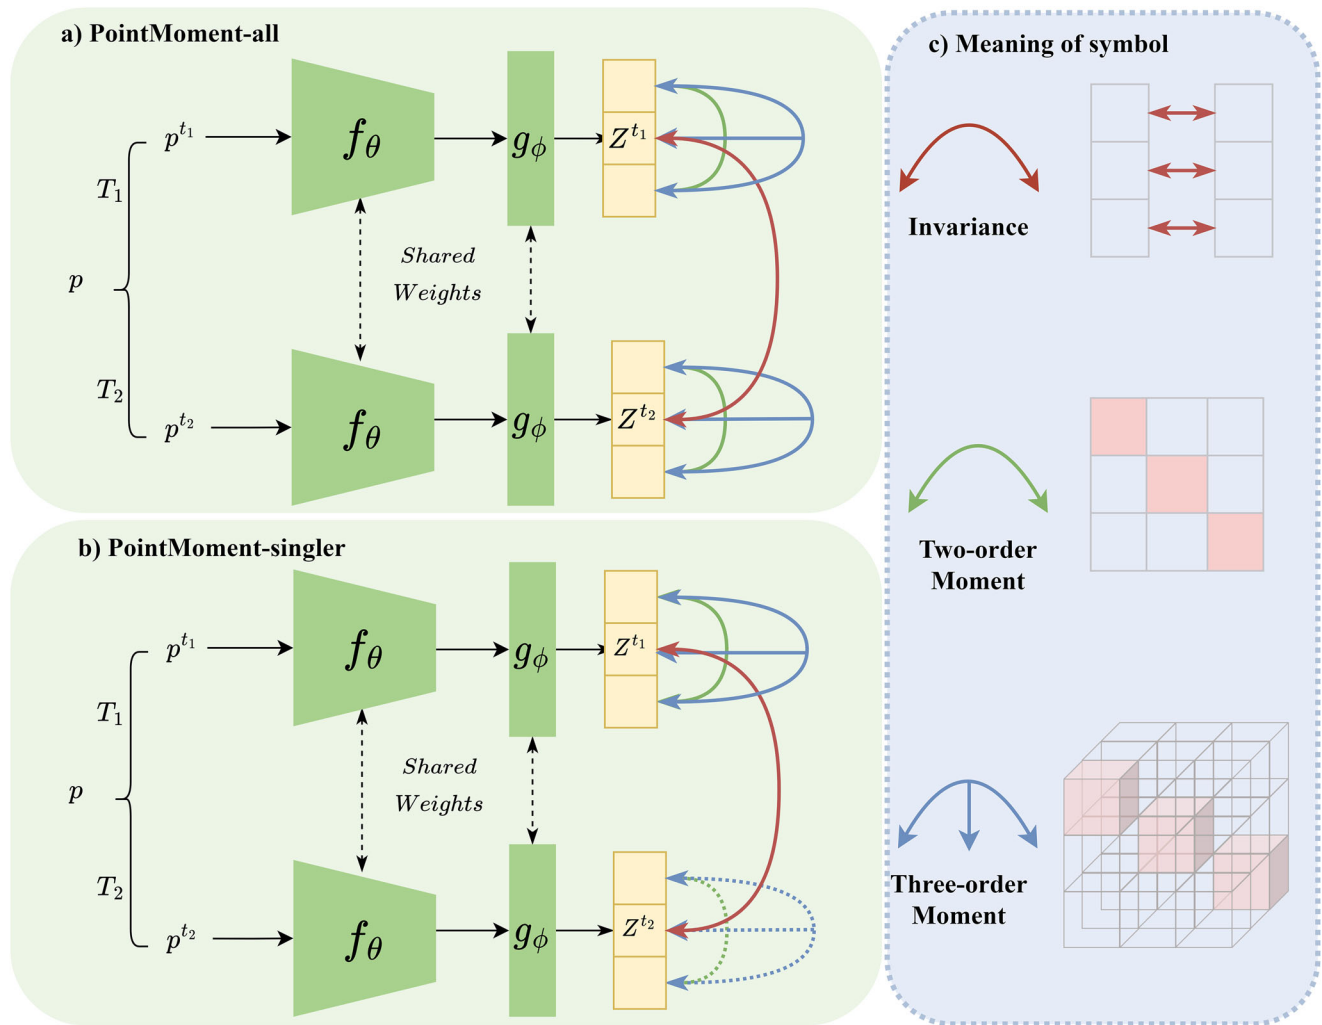 a) PointMoment-all
p^{t_1}
f_θ
g_ϕ
Z^{t_1}
T_1
Shared
Weights
p
T_2
p^{t_2}
f_θ
g_ϕ
Z^{t_2}
b) PointMoment-singler
p^{t_1}
f_θ
g_ϕ
Z^{t_1}
T_1
Shared
Weights
p
T_2
p^{t_2}
f_θ
g_ϕ
Z^{t_2}
c) Meaning of symbol
Invariance
Two-order
Moment
Three-order
Moment